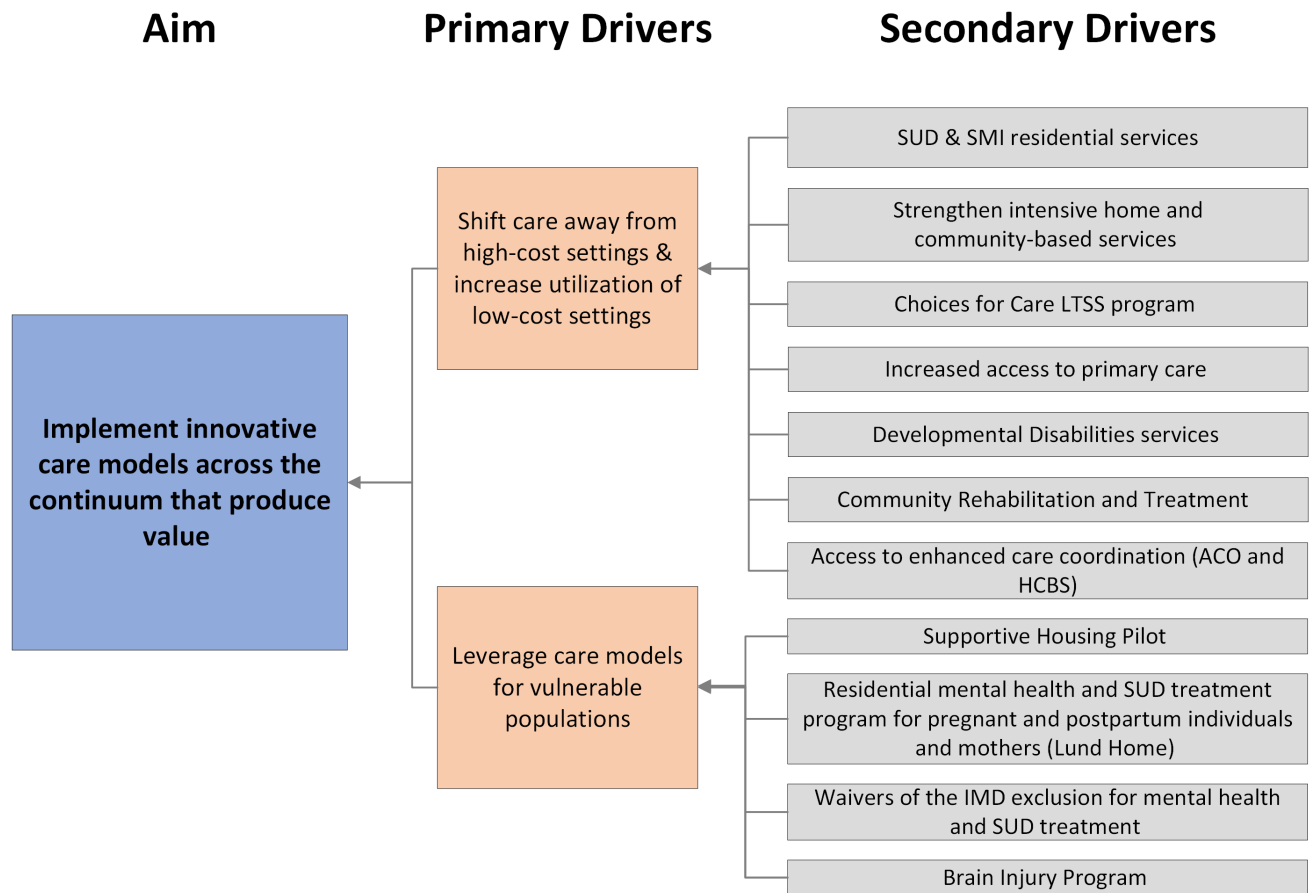 Aim
Primary Drivers
Secondary Drivers
Implement innovative
care models across the
continuum that produce
value
Shift care away from
high-cost settings &
increase utilization of
low-cost settings
Leverage care models
for vulnerable
populations
SUD & SMI residential services
Strengthen intensive home and
community-based services
Choices for Care LTSS program
Increased access to primary care
Developmental Disabilities services
Community Rehabilitation and Treatment
Access to enhanced care coordination (ACO and
HCBS)
Supportive Housing Pilot
Residential mental health and SUD treatment
program for pregnant and postpartum individuals
and mothers (Lund Home)
Waivers of the IMD exclusion for mental health
and SUD treatment
Brain Injury Program